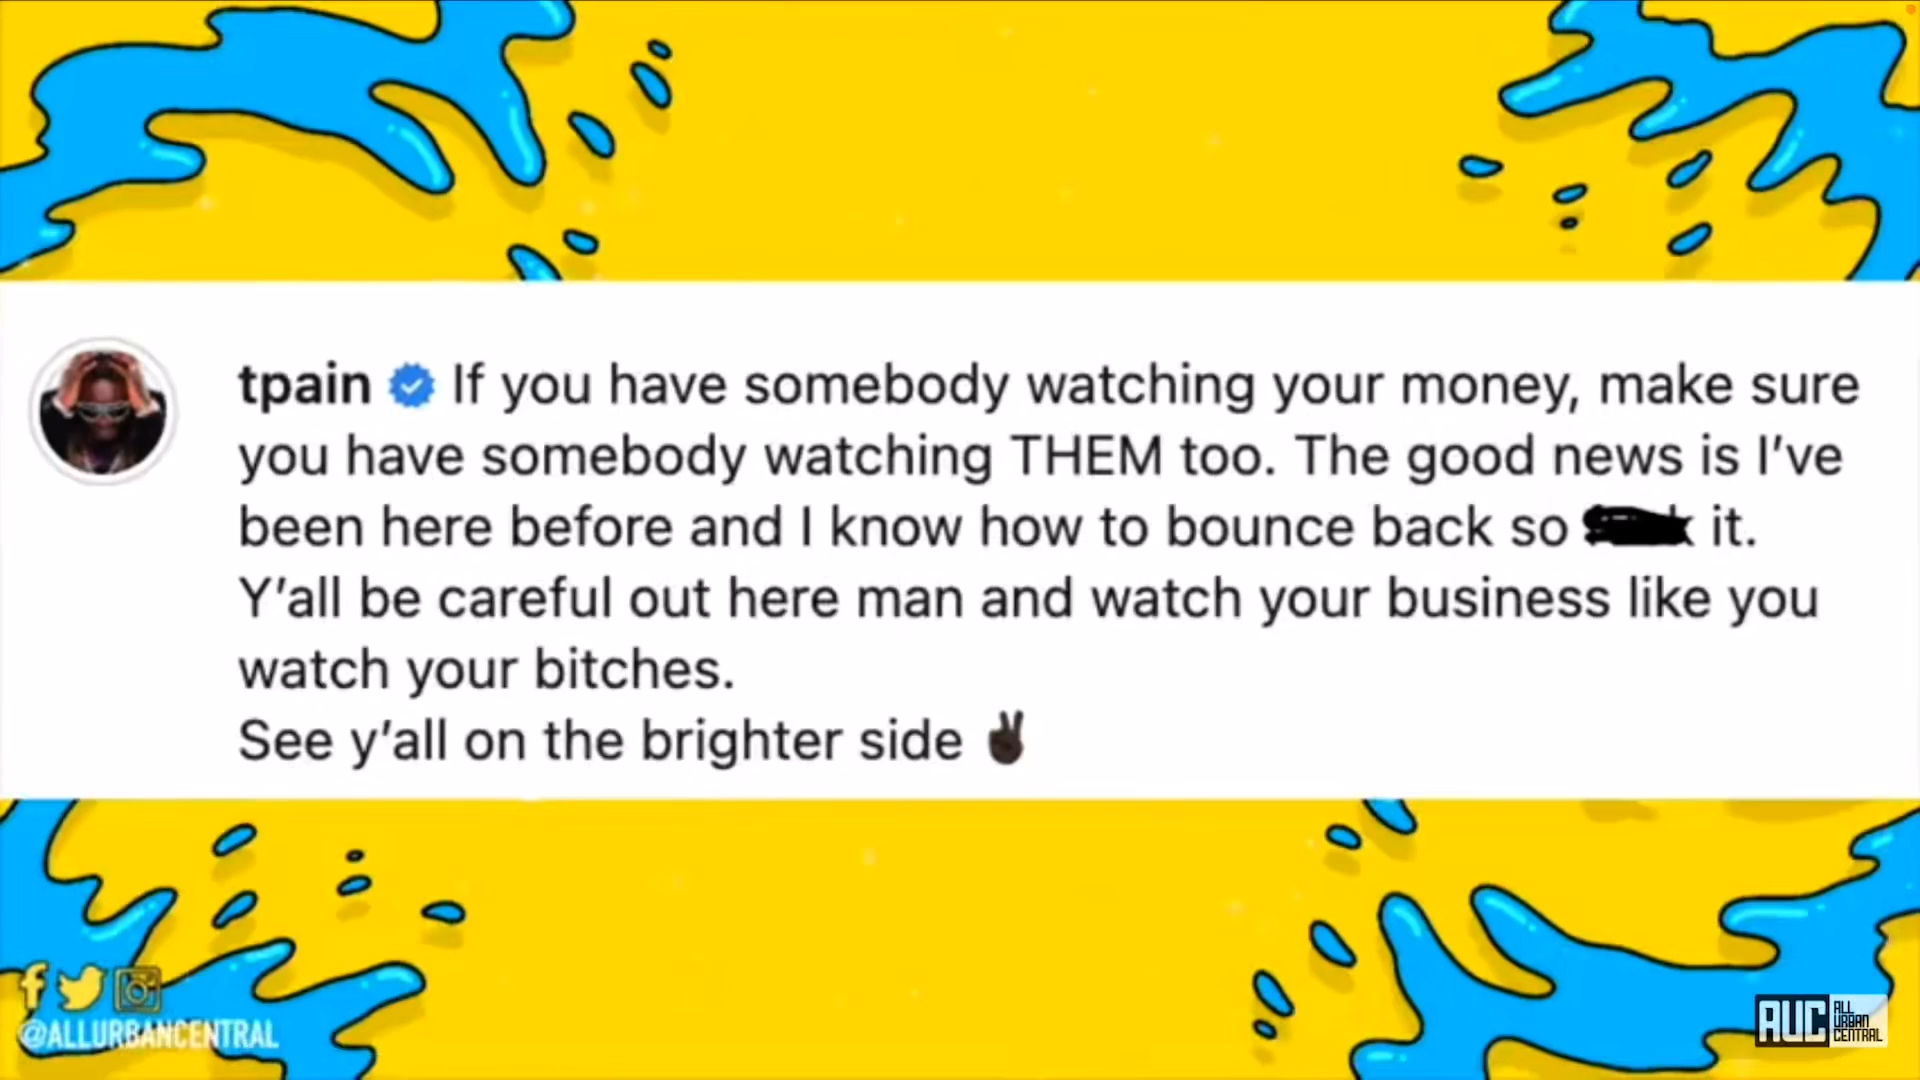 tpain If you have somebody watching your money, make sure
you have somebody watching THEM too. The good news is I've
been here before and I know how to bounce back so it.
Y'all be careful out here man and watch your business like you
watch your bitches.
See y'all on the brighter side ✌🏿
@ALLURBANCENTRAL
AUC ALL
URBAN
CENTRAL